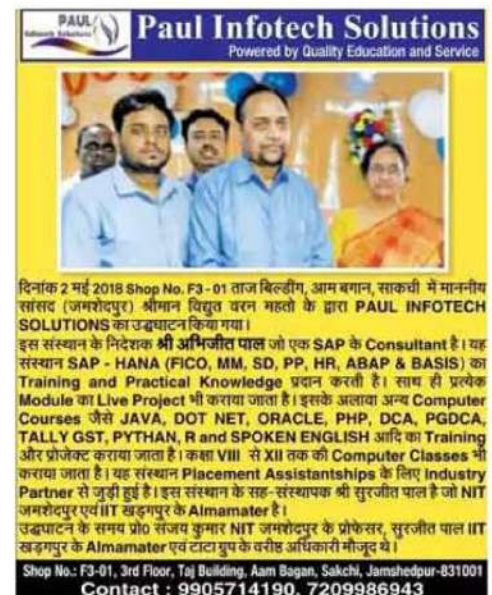 PAUL
Infotech Solutions
Paul Infotech Solutions
Powered by Quality Education and Service
दिनांक 2 मई 2018 Shop No. F3 - 01 ताज बिल्डींग, आम बगान, साकची में माननीय
सांसद (जमशेदपुर) श्रीमान विद्युत वरन महतो के द्वारा PAUL INFOTECH
SOLUTIONS का उद्घघाटन किया गया।
इस संस्थान के निदेशक श्री अभिजीत पाल जो एक SAP के Consultant है। यह
संस्थान SAP - HANA (FICO, MM, SD, PP, HR, ABAP & BASIS) का
Training and Practical Knowledge प्रदान करती है। साथ ही प्रत्येक
Module का Live Project भी कराया जाता है। इसके अलावा अन्य Computer
Courses जैसे JAVA, DOT NET, ORACLE, PHP, DCA, PGDCA,
TALLY GST, PYTHAN, R and SPOKEN ENGLISH आदि का Training
और प्रोजेक्ट कराया जाता है। कक्षा VIII से XII तक की Computer Classes भी
कराया जाता है। यह संस्थान Placement Assistantships के लिए Industry
Partner से जुड़ी हुई है। इस संस्थान के सह-संस्थापक श्री सुरजीत पाल है जो NIT
जमशेदपुर एवं IIT खड़गपुर के Almamater है।
उद्घघाटन के समय प्रो० संजय कुमार NIT जमशेदपुर के प्रोफेसर, सुरजीत पाल IIT
खड़गपुर के Almamater एवं टाटा ग्रुप के वरीष्ठ अधिकारी मौजूद थे।
Shop No.: F3-01, 3rd Floor, Taj Building, Aam Bagan, Sakchi, Jamshedpur-831001
Contact : 9905714190, 7209986943